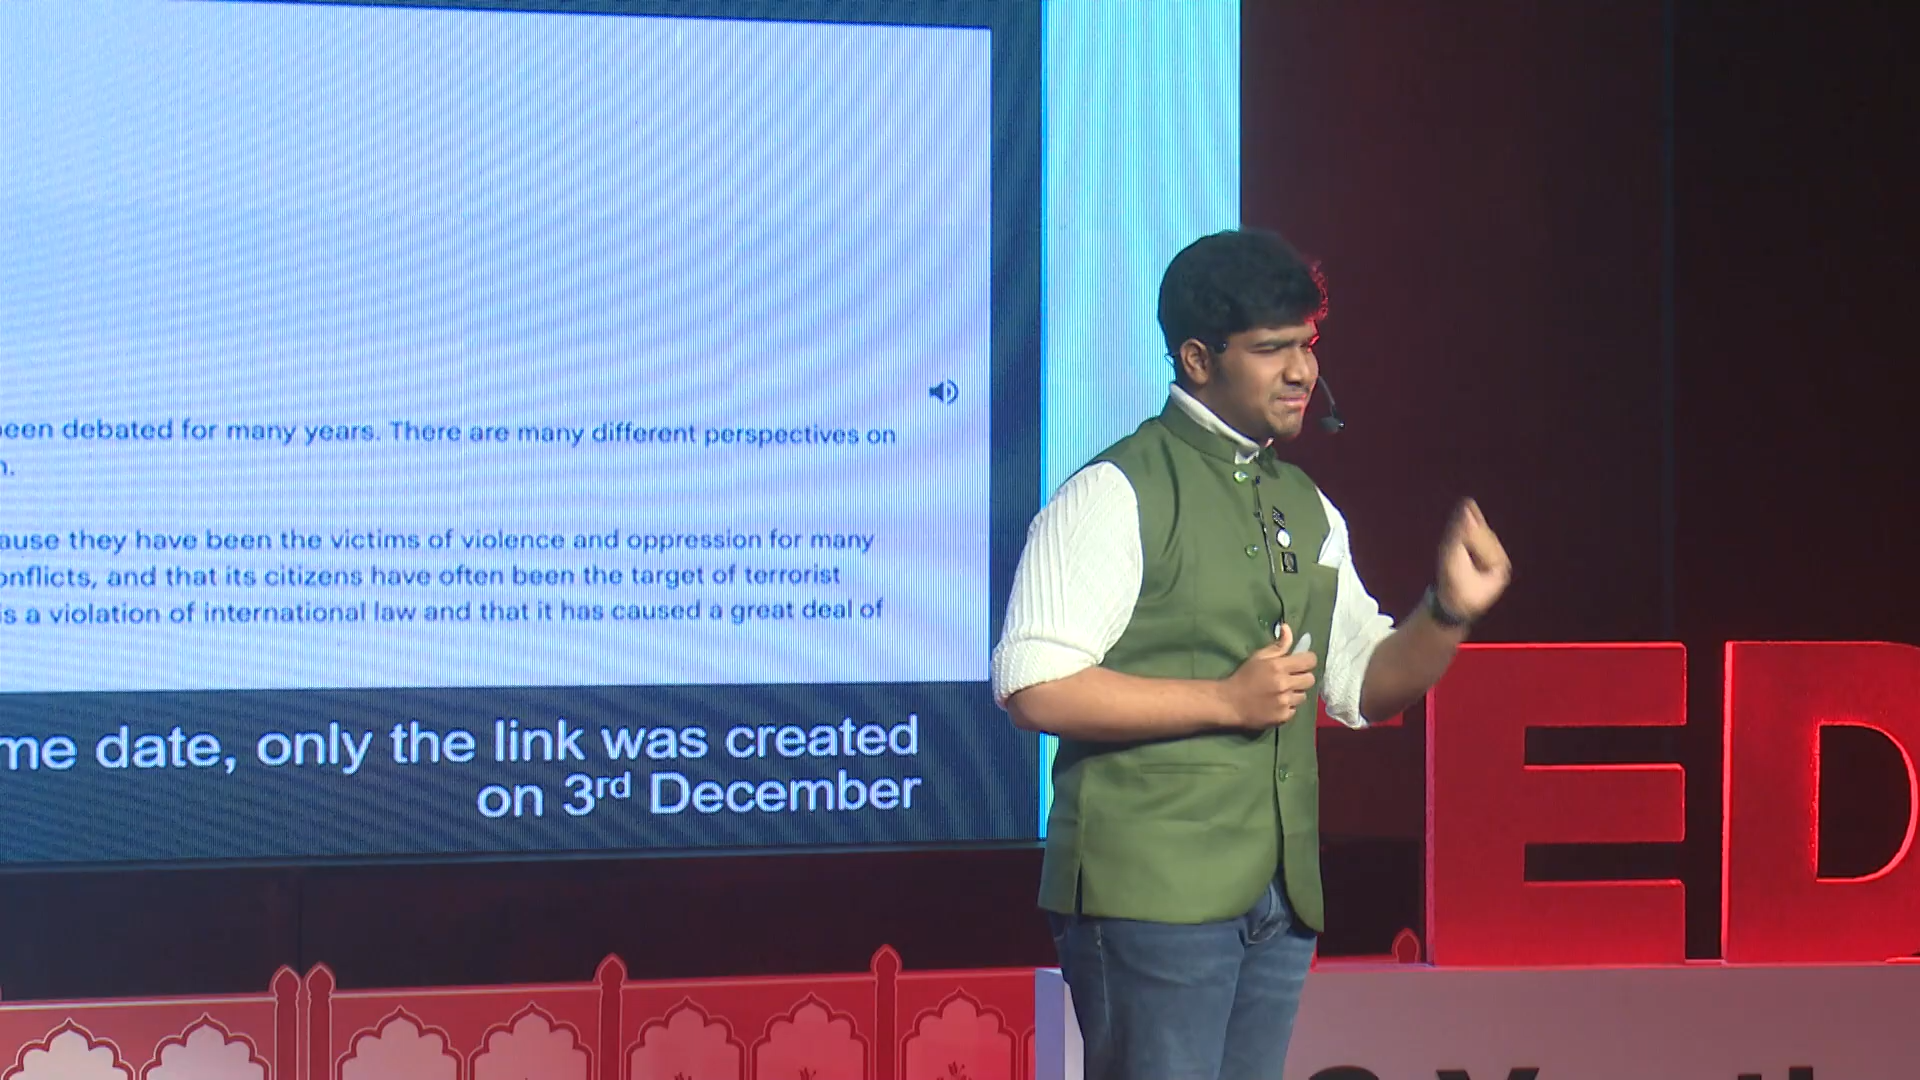 been debated for many years. There are many different perspectives on
n.
ause they have been the victims of violence and oppression for many
onflicts, and that its citizens have often been the target of terrorist
is a violation of international law and that it has caused a great deal of
me date, only the link was created
on 3rd December
TED